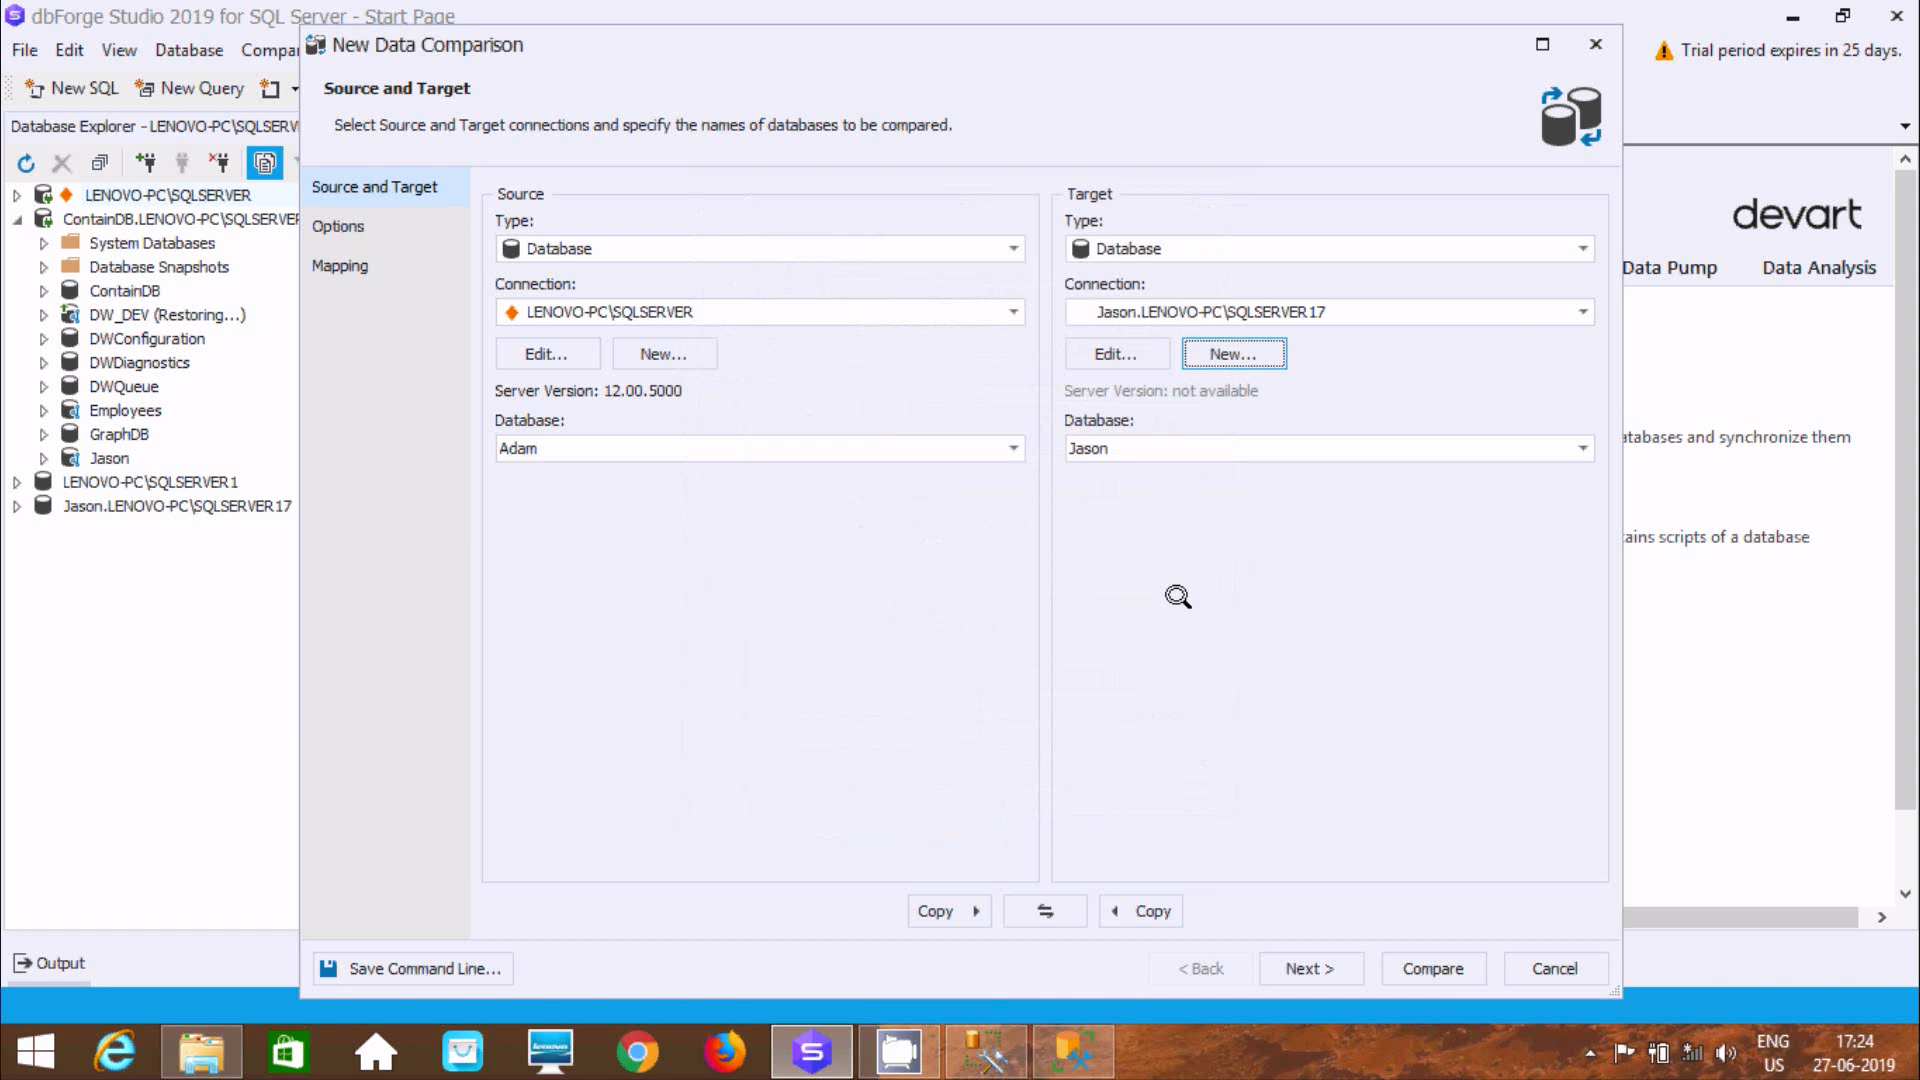 dbForge Studio 2019 for SQL Server - Start Page
File Edit View Database Compa
Trial period expires in 25 days.
New SQL New Query
Database Explorer - LENOVO-PC\SQLSERV
LENOVO-PC\SQLSERVER
ContainDB.LENOVO-PC\SQLSERVER
System Databases
Database Snapshots
ContainDB
DW_DEV (Restoring...)
DWConfiguration
DWDiagnostics
DWQueue
Employees
GraphDB
Jason
LENOVO-PC\SQLSERVER1
Jason.LENOVO-PC\SQLSERVER17
Output
New Data Comparison
Source and Target
Select Source and Target connections and specify the names of databases to be compared.
Source and Target
Options
Mapping
Source
Type:
Database
Connection:
LENOVO-PC\SQLSERVER
Edit... New...
Server Version: 12.00.5000
Database:
Adam
Target
Type:
Database
Connection:
Jason.LENOVO-PC\SQLSERVER17
Edit... New...
Server Version: not available
Database:
Jason
Copy Copy
Save Command Line...
< Back Next > Compare Cancel
devart
Data Pump Data Analysis
atabases and synchronize them
tains scripts of a database
lenovo
S
ENG
US
17:24
27-06-2019